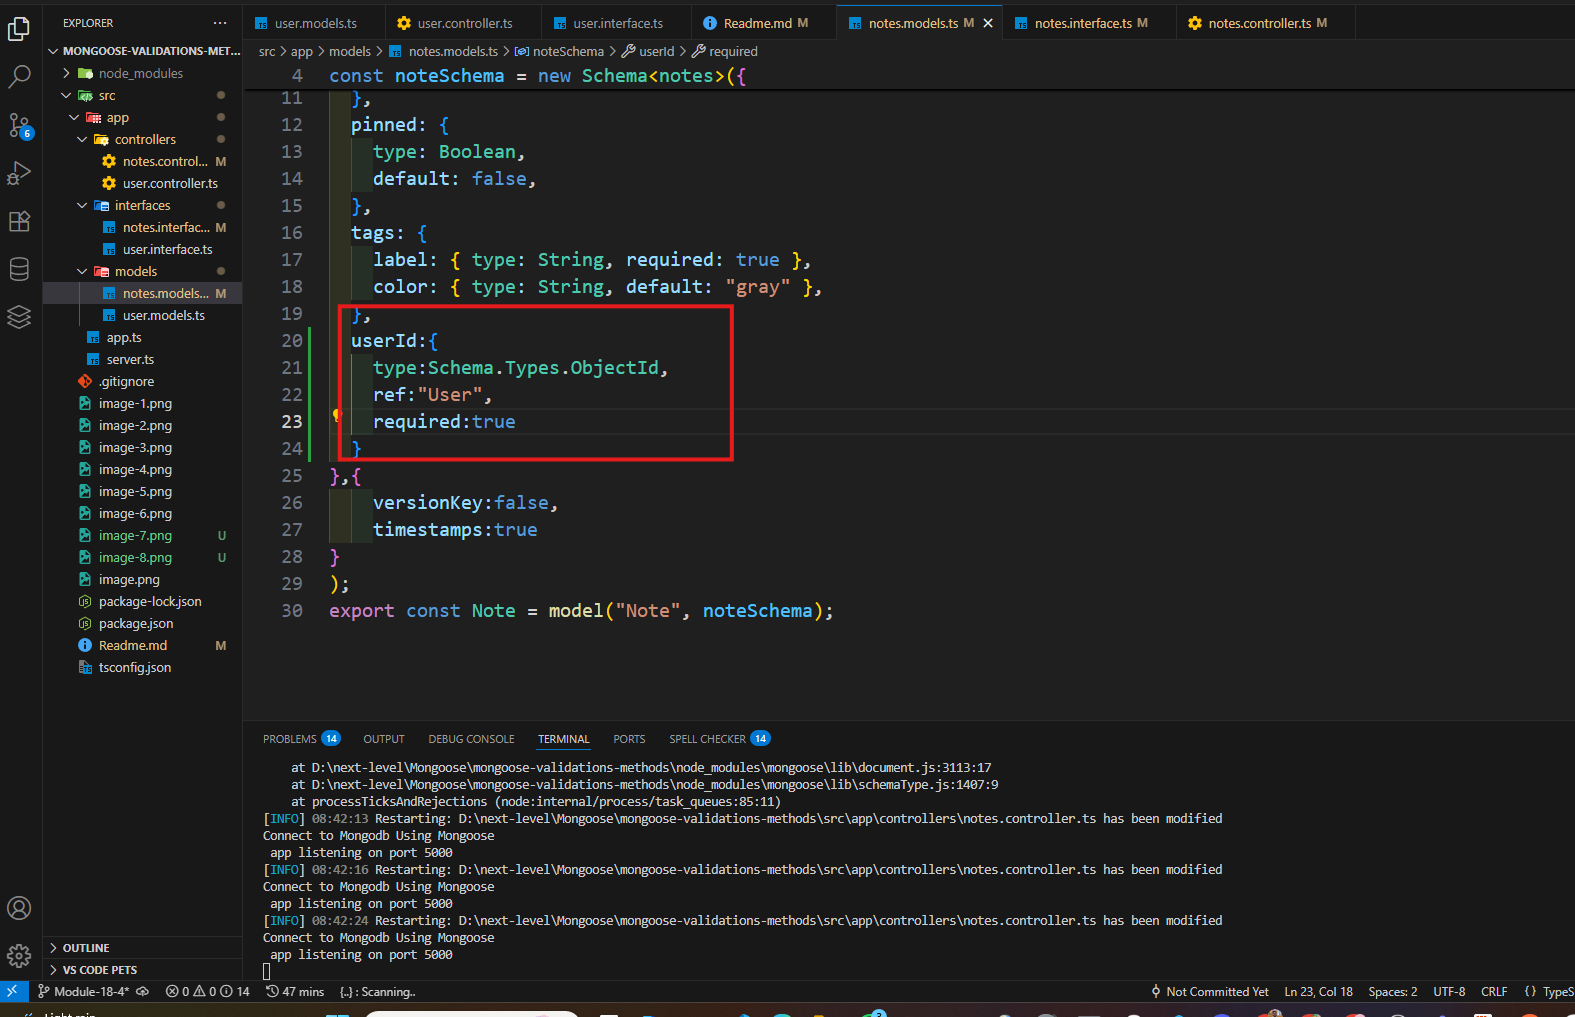 EXPLORER ···
user.models.ts user.controller.ts user.interface.ts Readme.md M notes.models.ts M notes.interface.ts M notes.controller.ts M
src > app > models > notes.models.ts > noteSchema > userId > required
MONGOOSE-VALIDATIONS-MET...
node_modules
src
app
controllers
notes.control... M
user.controller.ts
interfaces
notes.interfac... M
user.interface.ts
models
notes.models... M
user.models.ts
app.ts
server.ts
.gitignore
image-1.png
image-2.png
image-3.png
image-4.png
image-5.png
image-6.png
image-7.png U
image-8.png U
image.png
package-lock.json
package.json
Readme.md M
tsconfig.json
OUTLINE
VS CODE PETS
6
4 const noteSchema = new Schema<notes>({
11 },
12 pinned: {
13 type: Boolean,
14 default: false,
15 },
16 tags: {
17 label: { type: String, required: true },
18 color: { type: String, default: "gray" },
19 },
20 userId:{
21 type:Schema.Types.ObjectId,
22 ref:"User",
23 required:true
24 }
25 },{
26 versionKey:false,
27 timestamps:true
28 }
29 );
30 export const Note = model("Note", noteSchema);
PROBLEMS 14 OUTPUT DEBUG CONSOLE TERMINAL PORTS SPELL CHECKER 14
at D:\next-level\Mongoose\mongoose-validations-methods\node_modules\mongoose\lib\document.js:3113:17
at D:\next-level\Mongoose\mongoose-validations-methods\node_modules\mongoose\lib\schemaType.js:1407:9
at processTicksAndRejections (node:internal/process/task_queues:85:11)
[INFO] 08:42:13 Restarting: D:\next-level\Mongoose\mongoose-validations-methods\src\app\controllers\notes.controller.ts has been modified
Connect to Mongodb Using Mongoose
app listening on port 5000
[INFO] 08:42:16 Restarting: D:\next-level\Mongoose\mongoose-validations-methods\src\app\controllers\notes.controller.ts has been modified
Connect to Mongodb Using Mongoose
app listening on port 5000
[INFO] 08:42:24 Restarting: D:\next-level\Mongoose\mongoose-validations-methods\src\app\controllers\notes.controller.ts has been modified
Connect to Mongodb Using Mongoose
app listening on port 5000
Module-18-4* 0 0 14 47 mins {..} : Scanning.. Not Committed Yet Ln 23, Col 18 Spaces: 2 UTF-8 CRLF {} TypeS